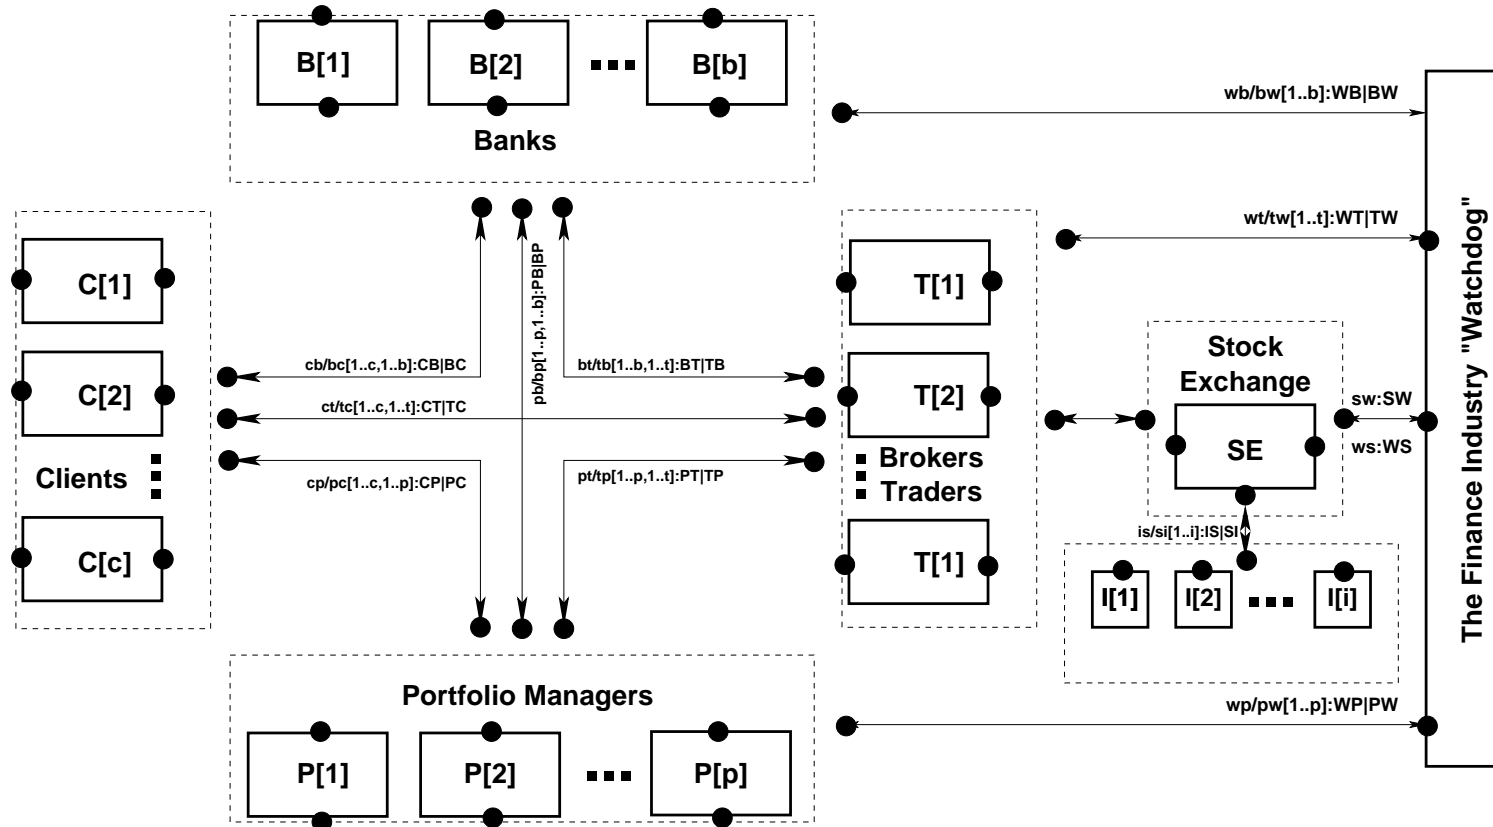 B[1]
B[2]
B[b]
Banks
wb/bw[1..b]:WB|BW
wt/tw[1..t]:WT|TW
The Finance Industry "Watchdog"
C[1]
C[2]
Clients
C[c]
pb/bp[1..p,1..b]:PB|BP
cb/bc[1..c,1..b]:CB|BC
bt/tb[1..b,1..t]:BT|TB
ct/tc[1..c,1..t]:CT|TC
cp/pc[1..c,1..p]:CP|PC
pt/tp[1..p,1..t]:PT|TP
T[1]
T[2]
Brokers
Traders
T[1]
Stock
Exchange
SE
sw:SW
ws:WS
is/si[1..i]:IS|SI
I[1]
I[2]
I[i]
Portfolio Managers
P[1]
P[2]
P[p]
wp/pw[1..p]:WP|PW